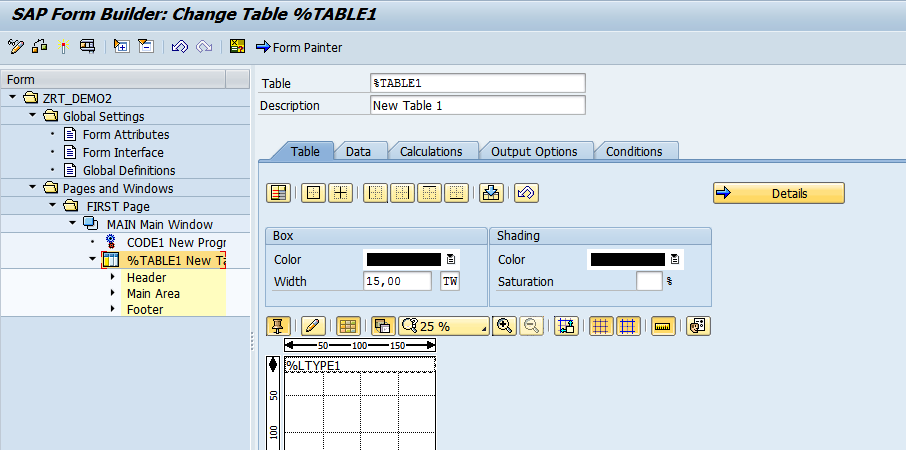 SAP Form Builder: Change Table %TABLE1
Form Painter
Form
ZRT_DEMO2
Global Settings
Form Attributes
Form Interface
Global Definitions
Pages and Windows
FIRST Page
MAIN Main Window
CODE1 New Progr
%TABLE1 New Ta
Header
Main Area
Footer
Table %TABLE1
Description New Table 1
Table Data Calculations Output Options Conditions
Details
Box Shading
Color Color
Width 15,00 TW Saturation %
25 %
50 100 150
%LTYPE1
50
100